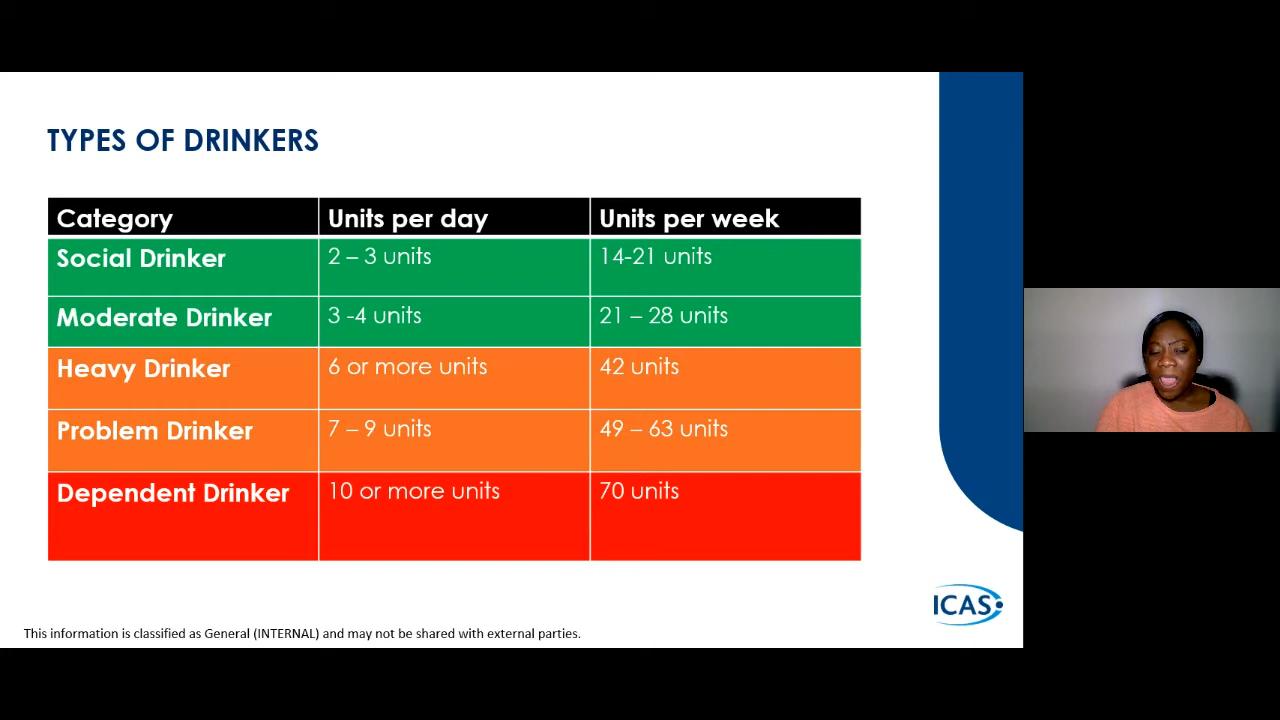 TYPES OF DRINKERS
Category Units per day Units per week
Social Drinker 2 – 3 units 14-21 units
Moderate Drinker 3 -4 units 21 – 28 units
Heavy Drinker 6 or more units 42 units
Problem Drinker 7 – 9 units 49 – 63 units
Dependent Drinker 10 or more units 70 units
ICAS
This information is classified as General (INTERNAL) and may not be shared with external parties.